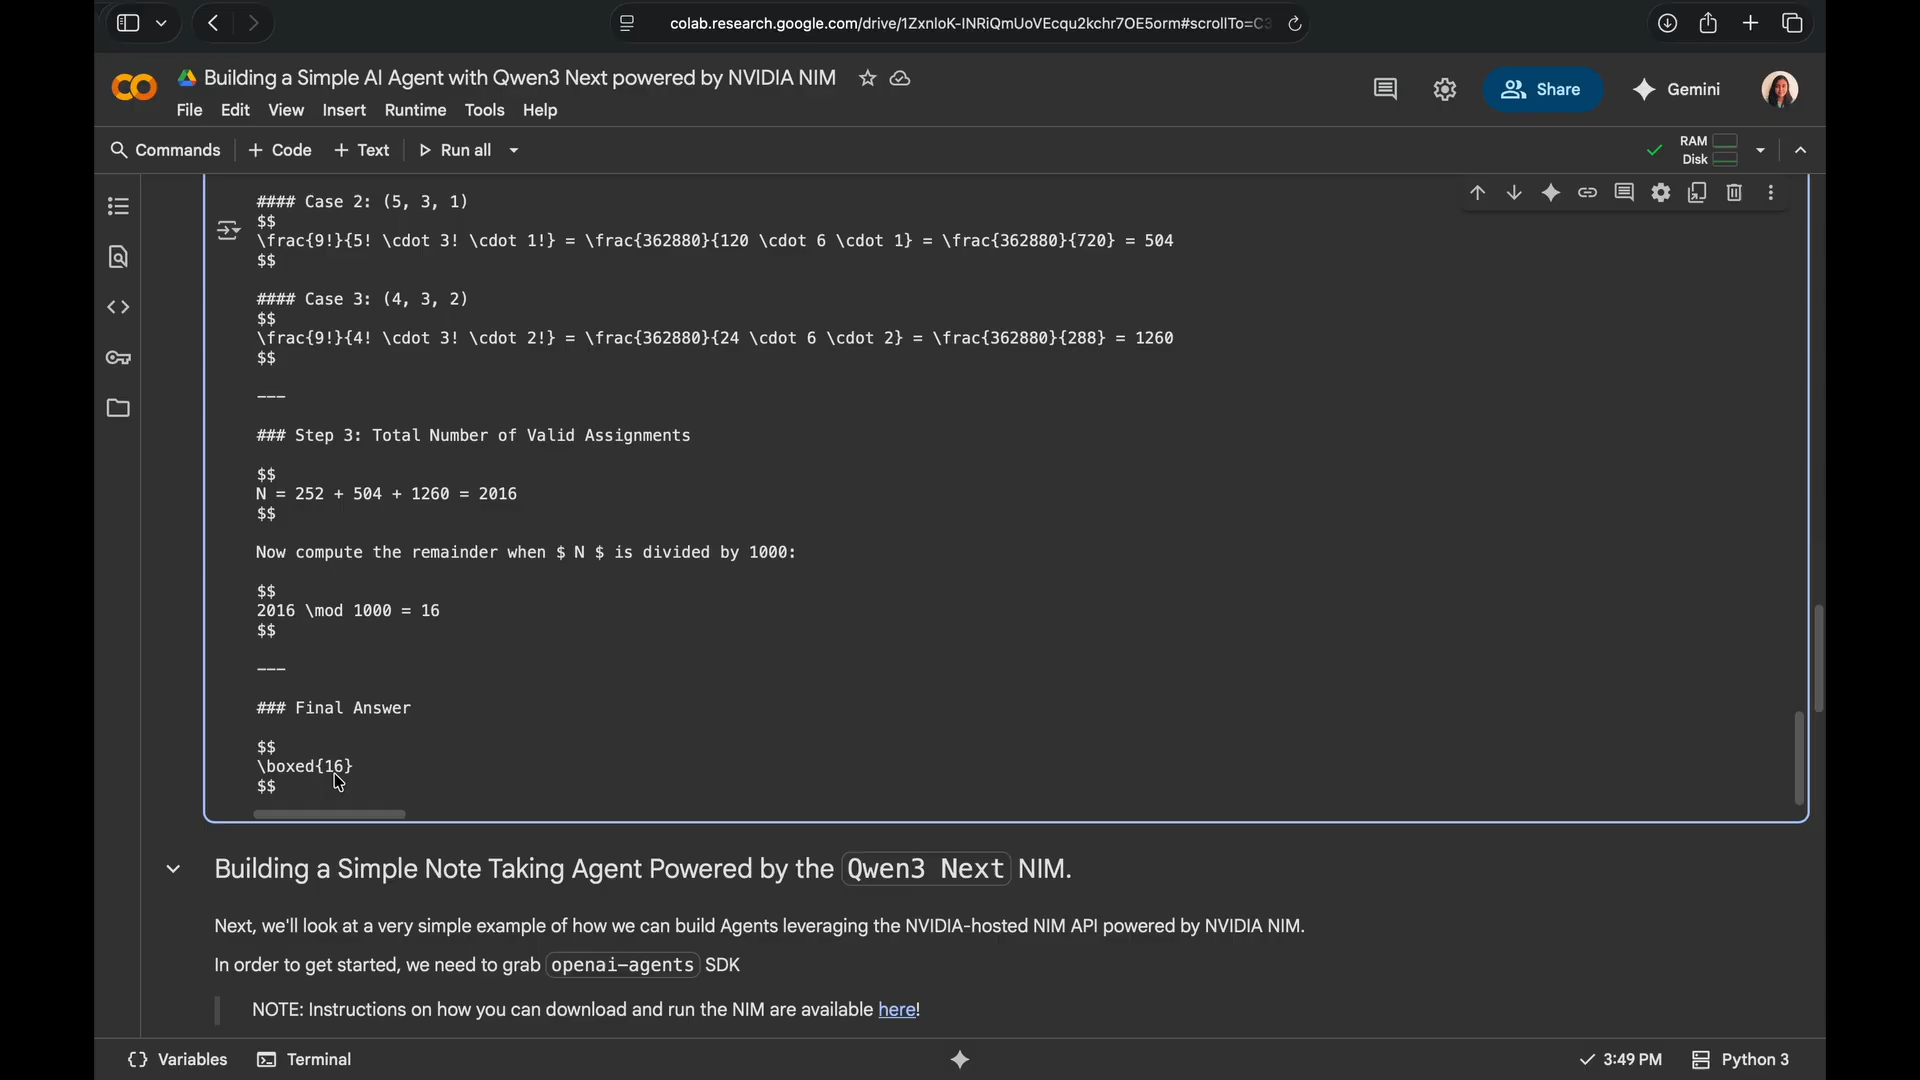 colab.research.google.com/drive/1ZxnloK-INRiQmUoVEcqu2kchr7OE5orm#scrollTo=C3
Building a Simple AI Agent with Qwen3 Next powered by NVIDIA NIM
File Edit View Insert Runtime Tools Help
Share
Gemini
Commands + Code + Text Run all
RAM
Disk
#### Case 2: (5, 3, 1)
$$
\frac{9!}{5! \cdot 3! \cdot 1!} = \frac{362880}{120 \cdot 6 \cdot 1} = \frac{362880}{720} = 504
$$
#### Case 3: (4, 3, 2)
$$
\frac{9!}{4! \cdot 3! \cdot 2!} = \frac{362880}{24 \cdot 6 \cdot 2} = \frac{362880}{288} = 1260
$$
---
### Step 3: Total Number of Valid Assignments
$$
N = 252 + 504 + 1260 = 2016
$$
Now compute the remainder when $ N $ is divided by 1000:
$$
2016 \mod 1000 = 16
$$
---
### Final Answer
$$
\boxed{16}
$$
Building a Simple Note Taking Agent Powered by the Qwen3 Next NIM.
Next, we'll look at a very simple example of how we can build Agents leveraging the NVIDIA-hosted NIM API powered by NVIDIA NIM.
In order to get started, we need to grab openai-agents SDK
NOTE: Instructions on how you can download and run the NIM are available here!
Variables Terminal
3:49 PM Python 3